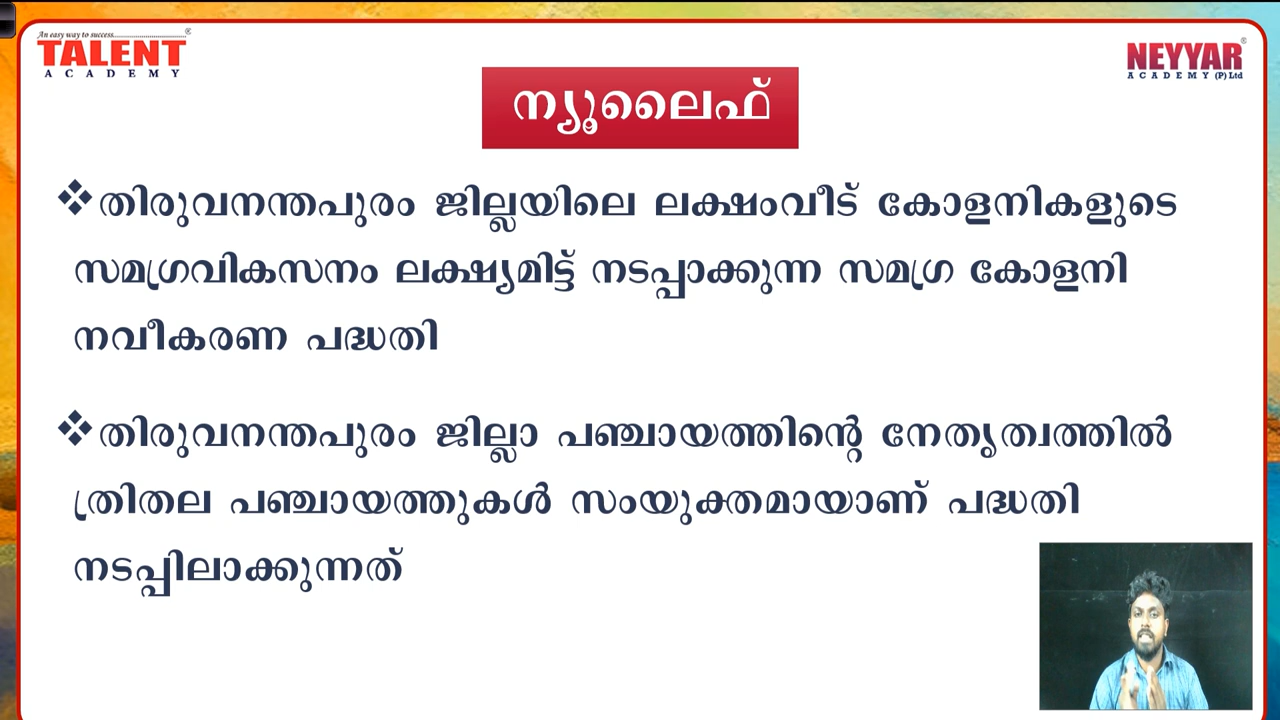 An easy way to success
TALENT
ACADEMY
NEYYAR
ACADEMY (P) Ltd
ന്യൂലൈഫ്
❖തിരുവനന്തപുരം ജില്ലയിലെ ലക്ഷംവീട് കോളനികളുടെ
സമഗ്രവികസനം ലക്ഷ്യമിട്ട് നടപ്പാക്കുന്ന സമഗ്ര കോളനി
നവീകരണ പദ്ധതി
❖തിരുവനന്തപുരം ജില്ലാ പഞ്ചായത്തിന്റെ നേതൃത്വത്തിൽ
ത്രിതല പഞ്ചായത്തുകൾ സംയുക്തമായാണ് പദ്ധതി
നടപ്പിലാക്കുന്നത്